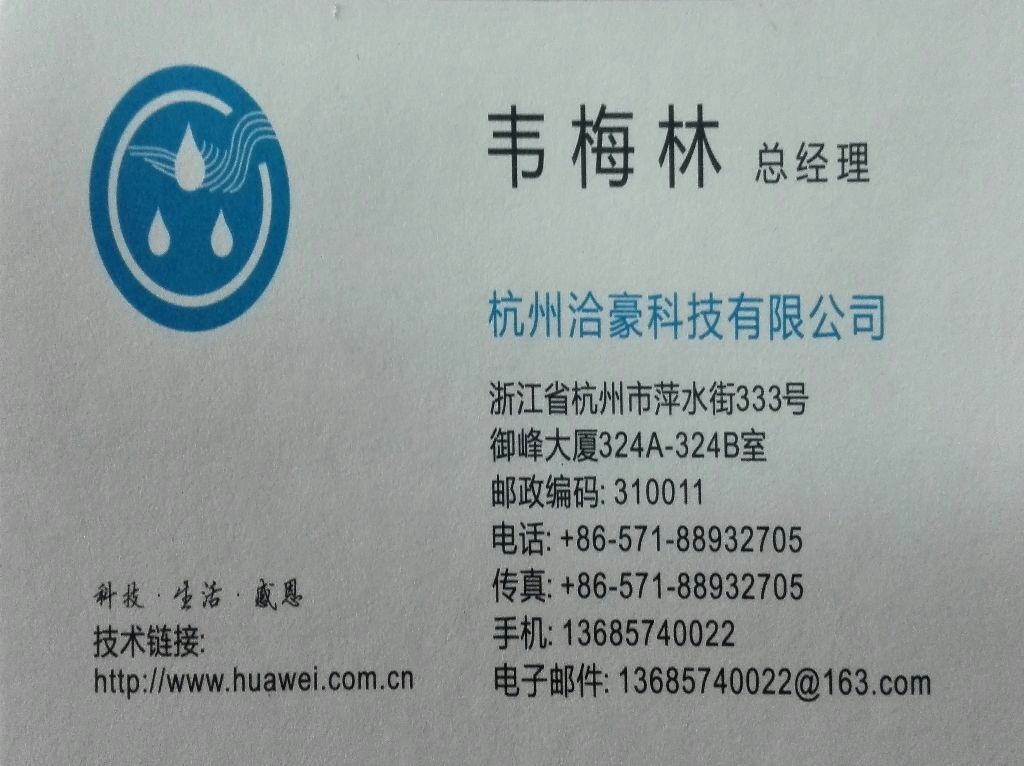 韦梅林 总经理
杭州洽豪科技有限公司
浙江省杭州市萍水街333号
御峰大厦324A-324B室
邮政编码: 310011
电话: +86-571-88932705
传真: +86-571-88932705
手机: 13685740022
电子邮件: 13685740022@163.com
科技·生活·感恩
技术链接:
http://www.huawei.com.cn